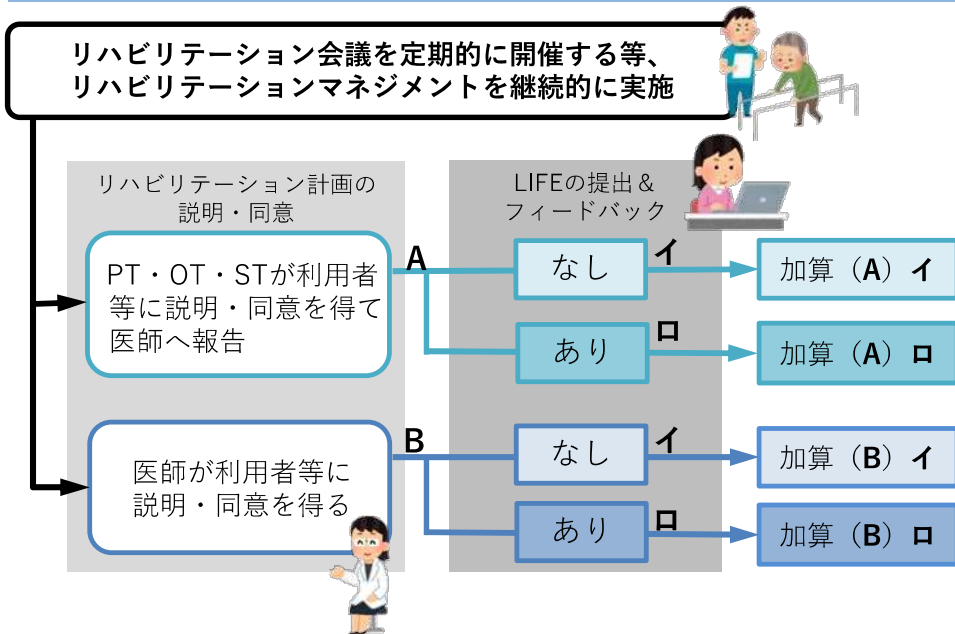 リハビリテーション会議を定期的に開催する等、
リハビリテーションマネジメントを継続的に実施
リハビリテーション計画の
説明・同意
LIFEの提出＆
フィードバック
PT・OT・STが利用者
等に説明・同意を得て
医師へ報告
A
なし
イ
加算（A）イ
あり
ロ
加算（A）ロ
医師が利用者等に
説明・同意を得る
B
なし
イ
加算（B）イ
あり
ロ
加算（B）ロ